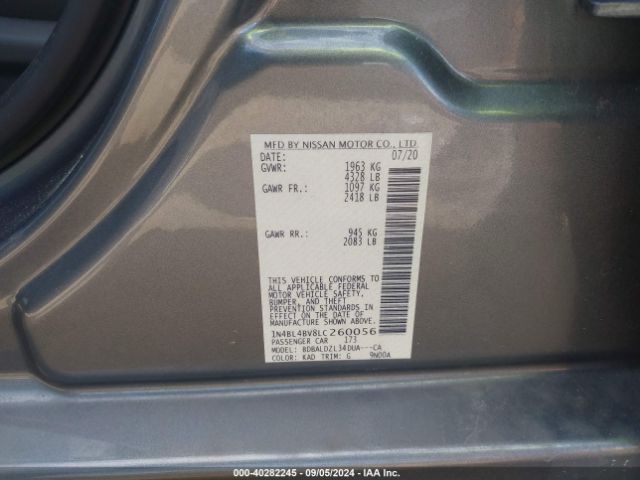 MFD BY NISSAN MOTOR CO., LTD.
DATE: 07/20
GVWR: 1963 KG
4328 LB
GAWR FR.: 1097 KG
2418 LB
GAWR RR.: 945 KG
2083 LB
THIS VEHICLE CONFORMS TO
ALL APPLICABLE FEDERAL
MOTOR VEHICLE SAFETY,
BUMPER, AND THEFT
PREVENTION STANDARDS IN
EFFECT ON THE DATE OF
MANUFACTURE SHOWN ABOVE.
1N4BL4BV8LC260056
PASSENGER CAR 173
MODEL: BDBALDZL34DUA---CA
COLOR: KAD TRIM: G 9N00A
000-40282245 - 09/05/2024 - IAA Inc.